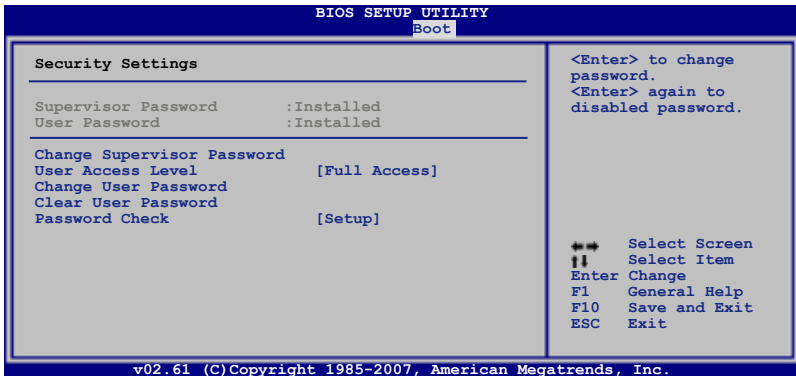 BIOS SETUP UTILITY
Boot
Security Settings
Supervisor Password :Installed
User Password :Installed
Change Supervisor Password
User Access Level [Full Access]
Change User Password
Clear User Password
Password Check [Setup]
<Enter> to change
password.
<Enter> again to
disabled password.
←→ Select Screen
↑↓ Select Item
Enter Change
F1 General Help
F10 Save and Exit
ESC Exit
v02.61 (C)Copyright 1985-2007, American Megatrends, Inc.